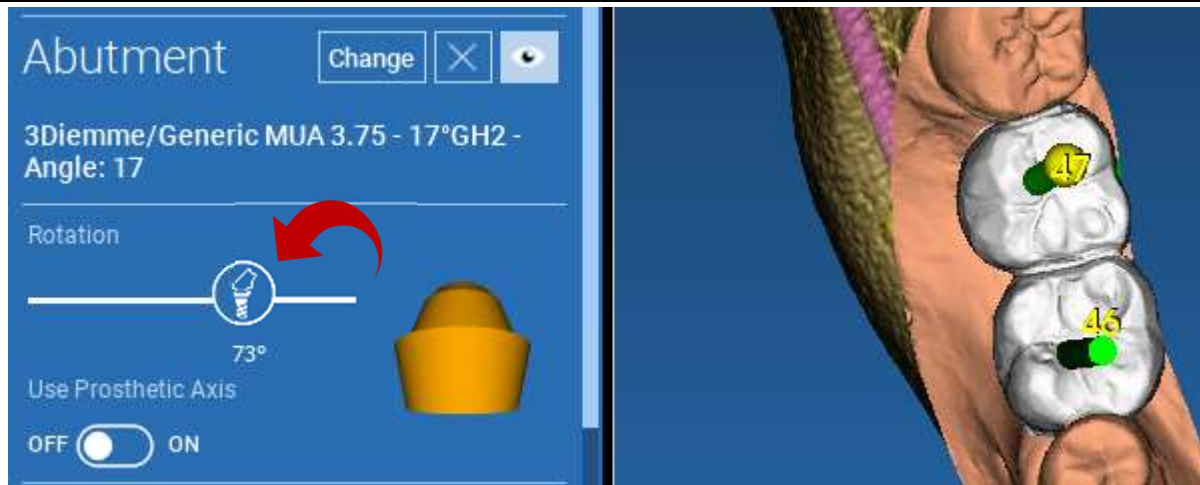 Abutment
Change
3Diemme/Generic MUA 3.75 - 17°GH2 -
Angle: 17
Rotation
73°
Use Prosthetic Axis
OFF ON
47
46